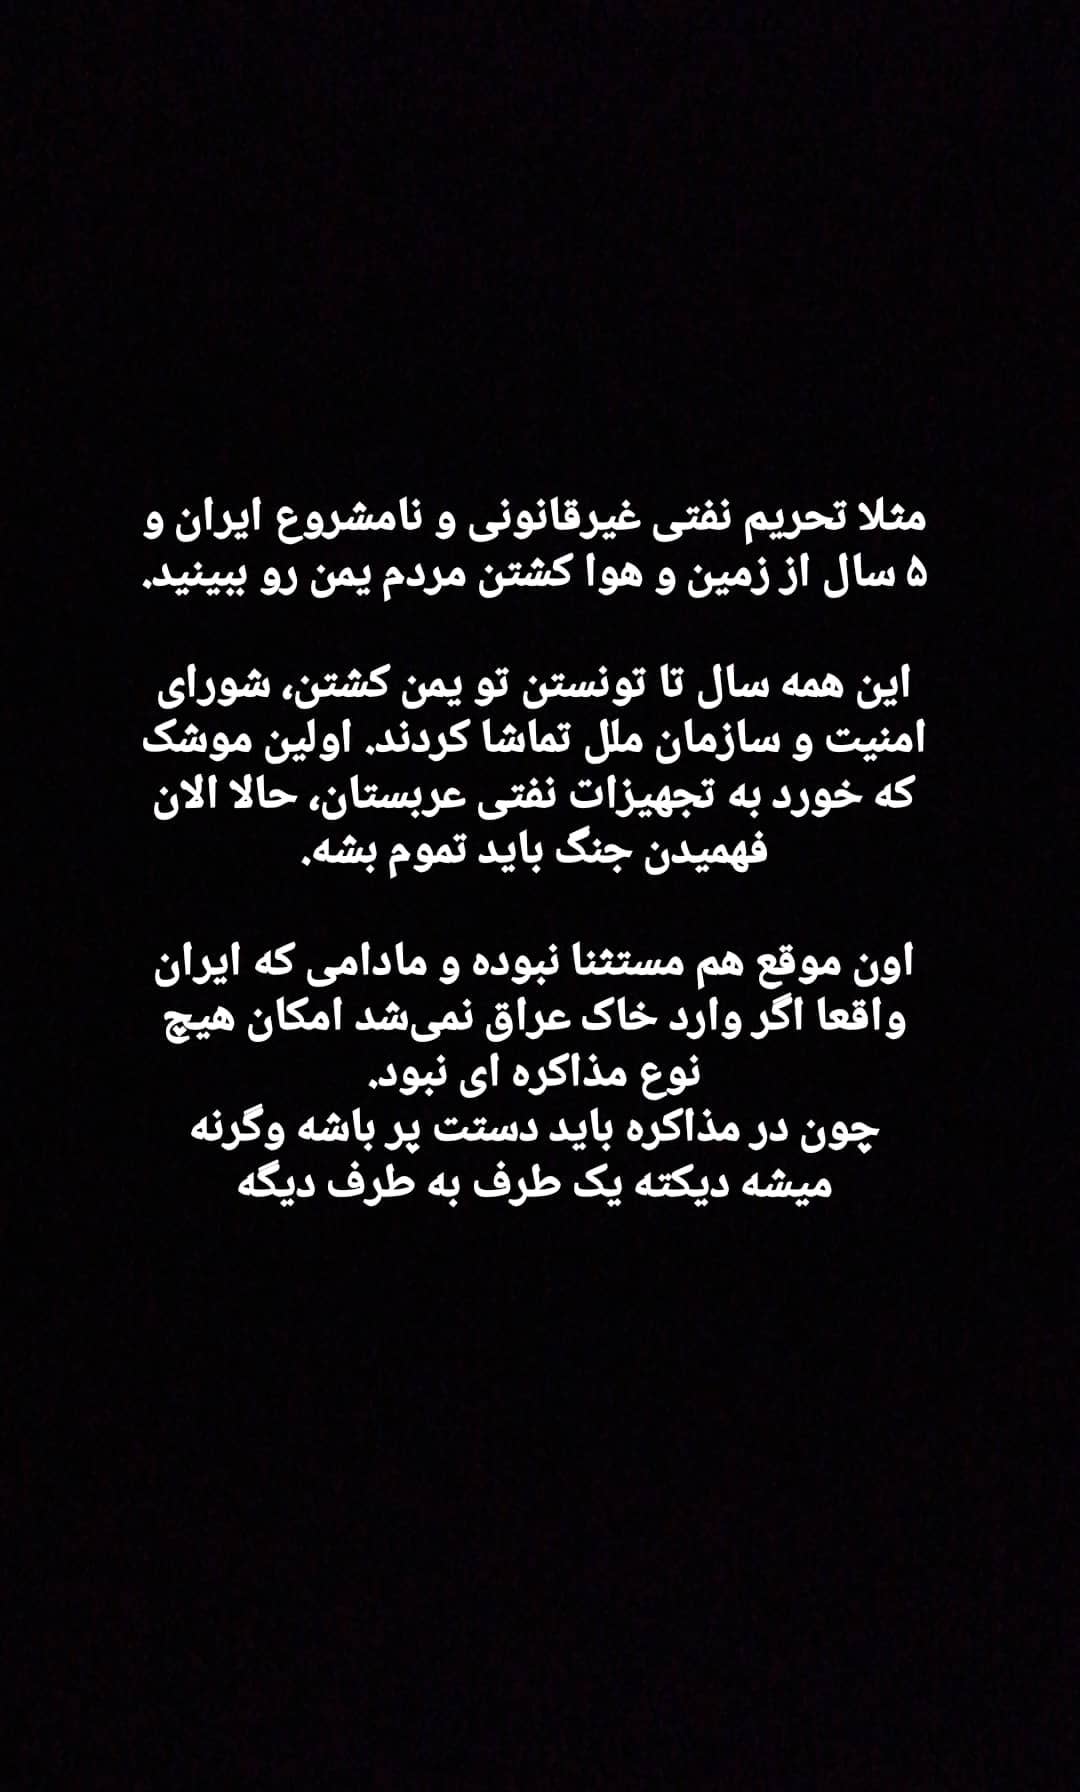 مثلا تحریم نفتی غیرقانونی و نامشروع ایران و
۵ سال از زمین و هوا کشتن مردم یمن رو ببینید.
این همه سال تا تونستن تو یمن کشتن، شورای
امنیت و سازمان ملل تماشا کردند. اولین موشک
که خورد به تجهیزات نفتی عربستان، حالا الان
فهمیدن جنگ باید تموم بشه.
اون موقع هم مستثنا نبوده و مادامی که ایران
واقعا اگر وارد خاک عراق نمی‌شد امکان هیچ
نوع مذاکره ای نبود.
چون در مذاکره باید دستت پر باشه وگرنه
میشه دیکته یک طرف به طرف دیگه